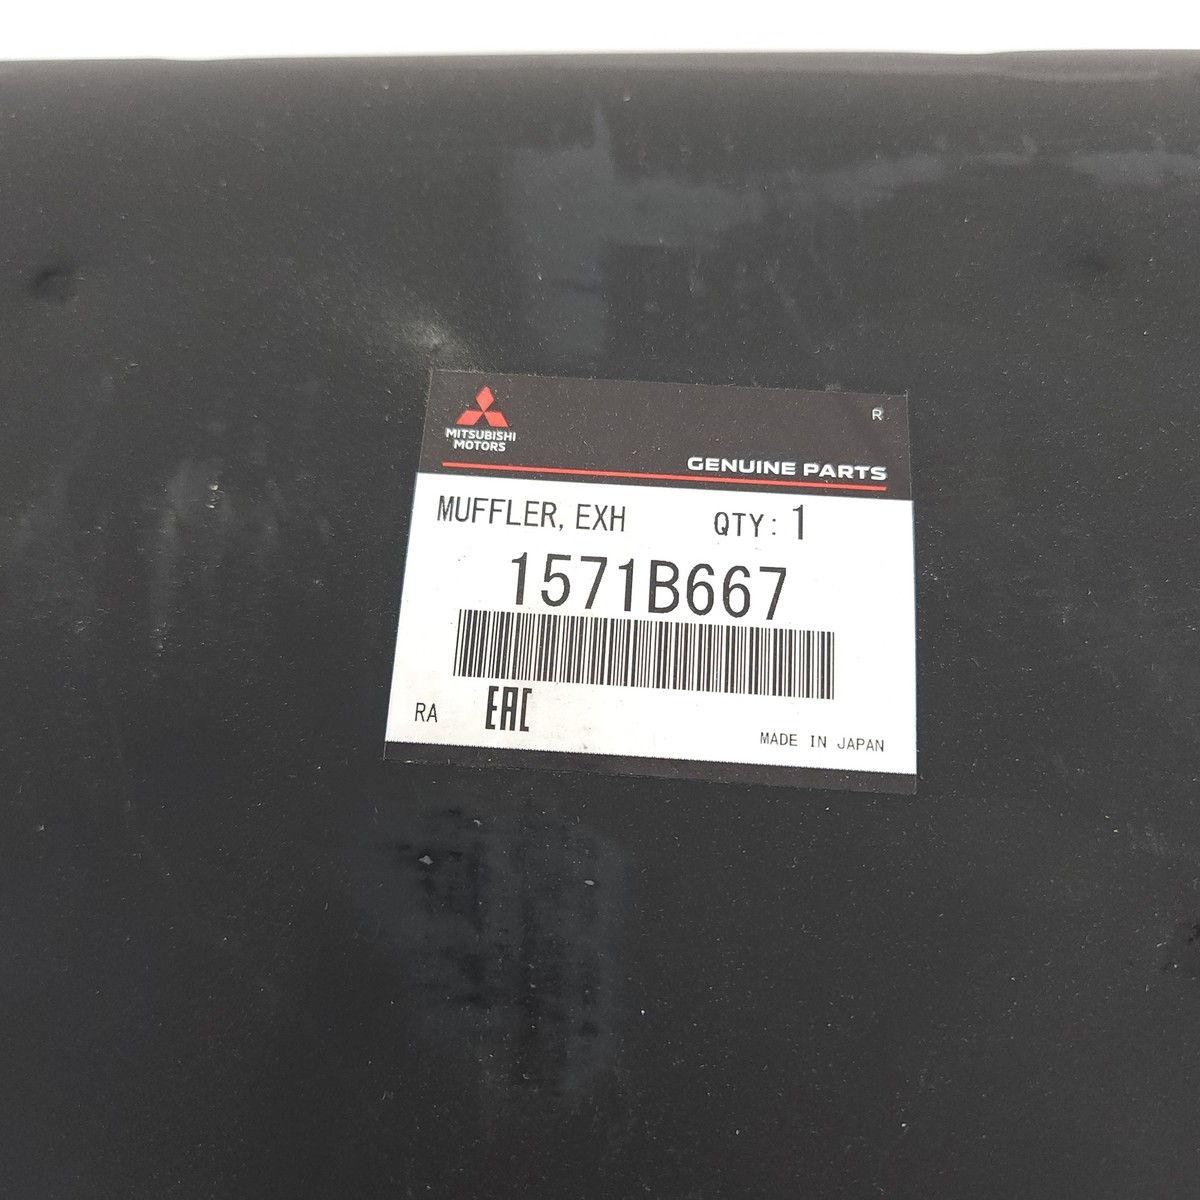 R
MITSUBISHI
MOTORS
GENUINE PARTS
MUFFLER, EXH QTY: 1
1571B667
RA EAC
MADE IN JAPAN